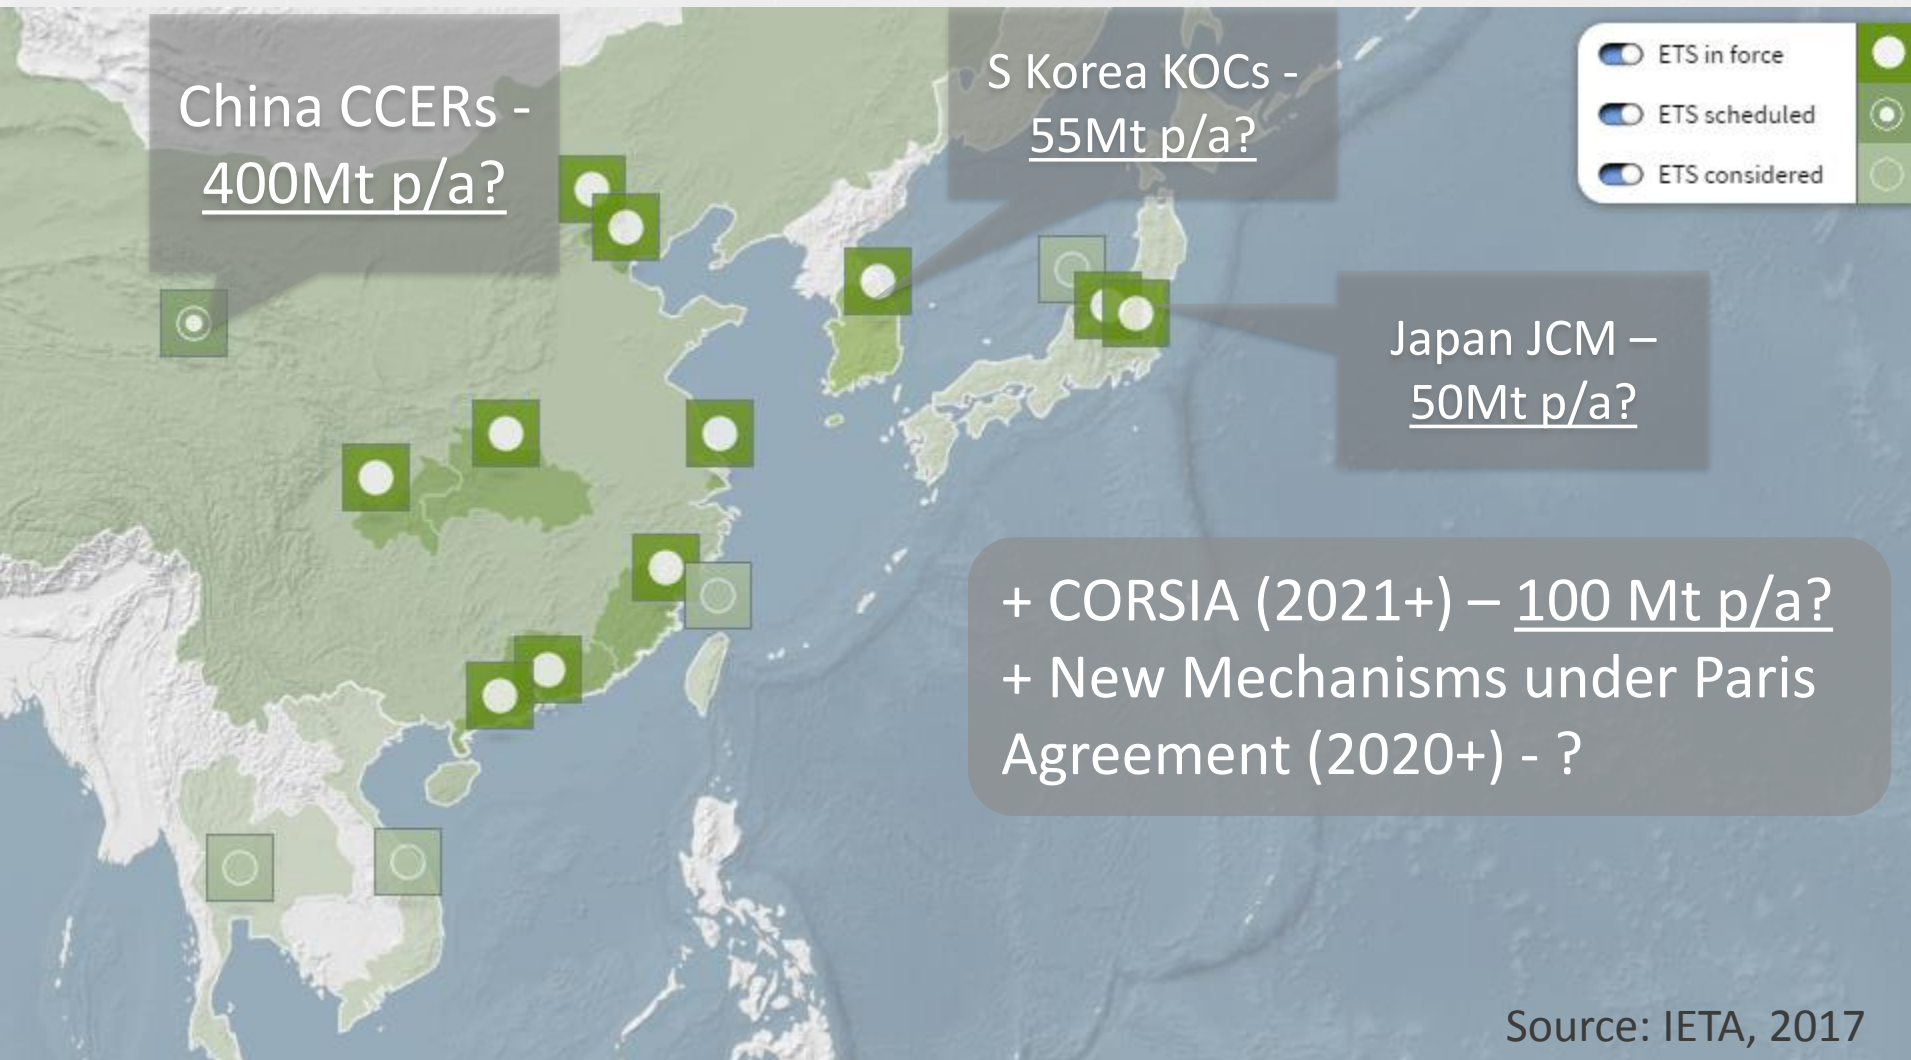 China CCERs -
400Mt p/a?
S Korea KOCs -
55Mt p/a?
ETS in force
ETS scheduled
ETS considered
Japan JCM –
50Mt p/a?
+ CORSIA (2021+) – 100 Mt p/a?
+ New Mechanisms under Paris
Agreement (2020+) - ?
Source: IETA, 2017